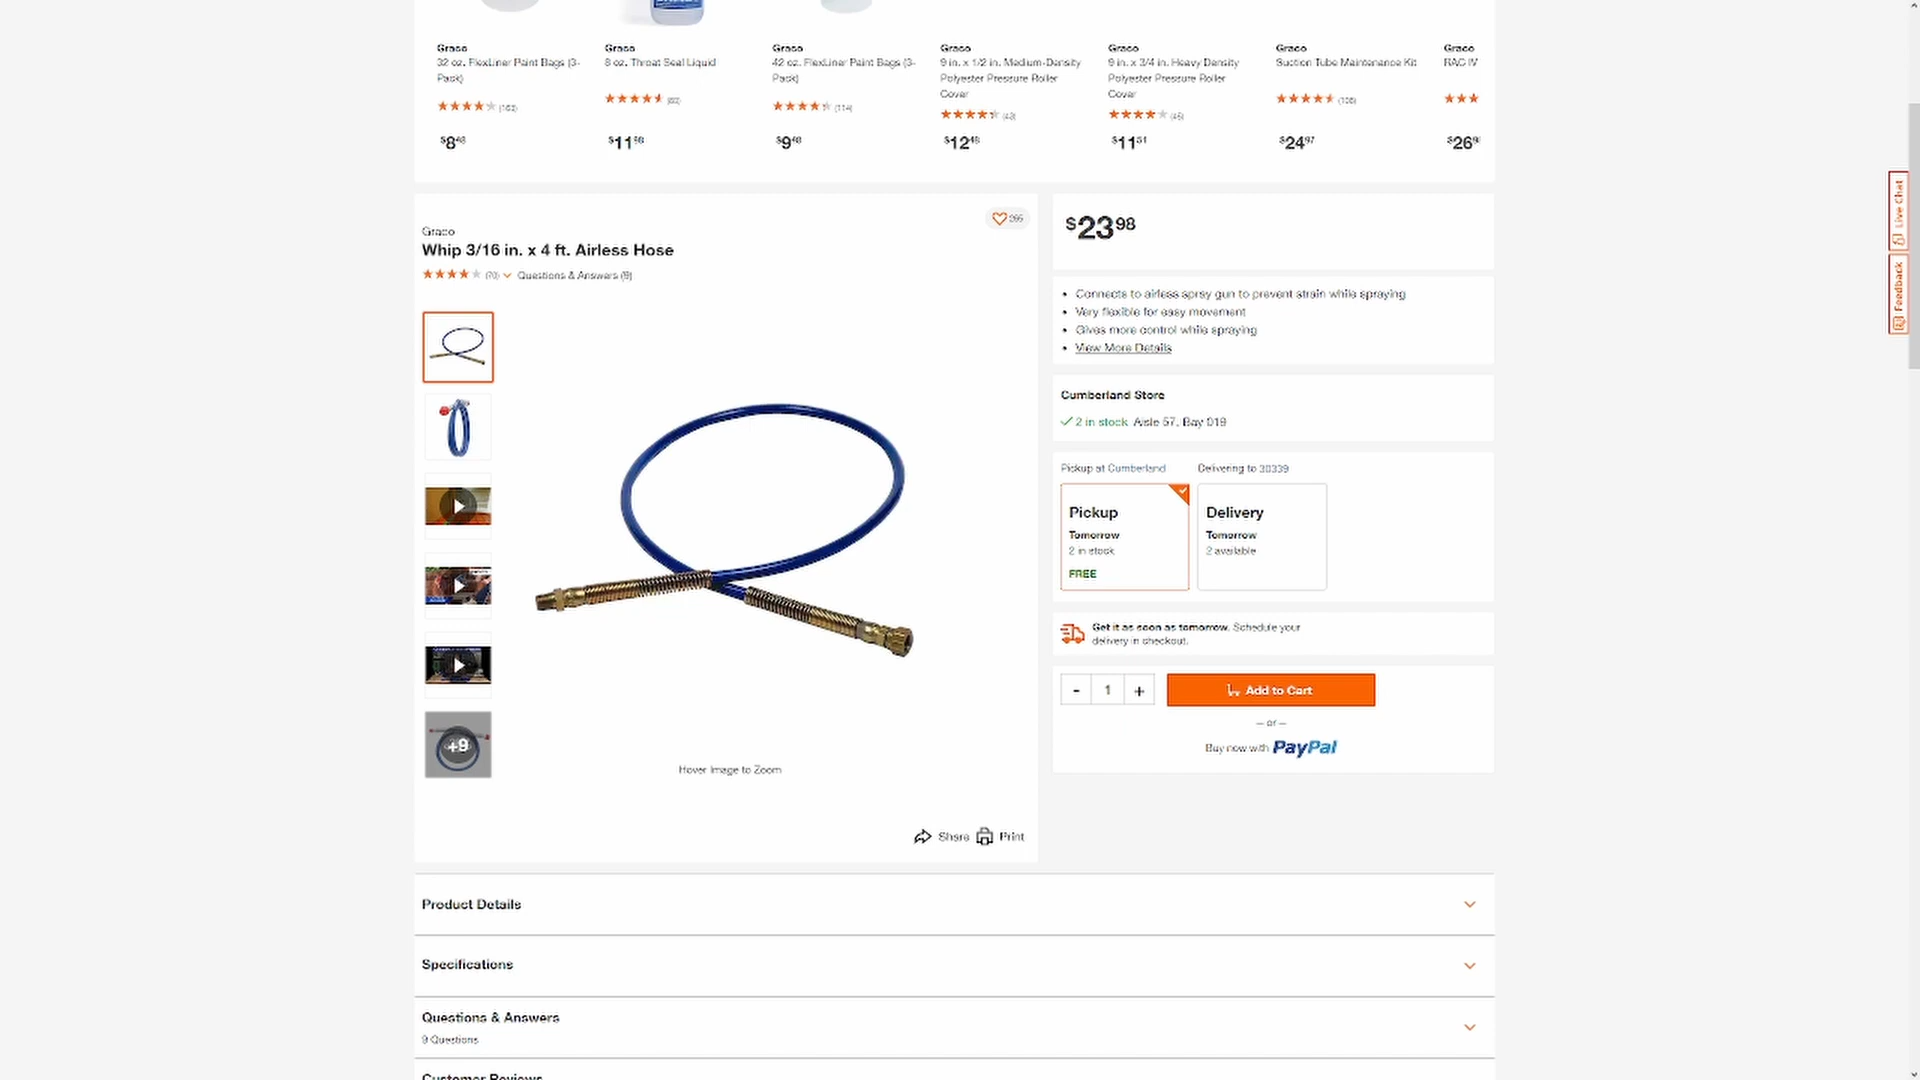 Graco
32 oz. FlexLiner Paint Bags (3-
Pack)
$8
Graco
8 oz. Throat Seal Liquid
$11 98
Graco
42 oz. FlexLiner Paint Bags (3-
Pack)
(114)
$9
Graco
9 in. x 1/2 in. Medium-Density
Polyester Pressure Roller
Cover
$12
Graco
9 in. x 3/4 in. Heavy Density
Polyester Pressure Roller
Cover
$11 51
Graco
Suction Tube Maintenance Kit
$24 97
Graco
RAC IV
$26
Graco
Whip 3/16 in. x 4 ft. Airless Hose
(70) Questions & Answers (9)
+9
Hover Image to Zoom
Share Print
$23 98
• Connects to airless spray gun to prevent strain while spraying
• Very flexible for easy movement
• Gives more control while spraying
• View More Details
Cumberland Store
2 in stock Aisle 57, Bay 019
Pickup at Cumberland
Delivering to 30339
Pickup
Tomorrow
2 in stock
FREE
Delivery
Tomorrow
2 available
Get it as soon as tomorrow. Schedule your
delivery in checkout.
- 1 +
Add to Cart
— or —
Buy now with PayPal
Product Details
Specifications
Questions & Answers
9 Questions
Customer Reviews
Live Chat
Feedback